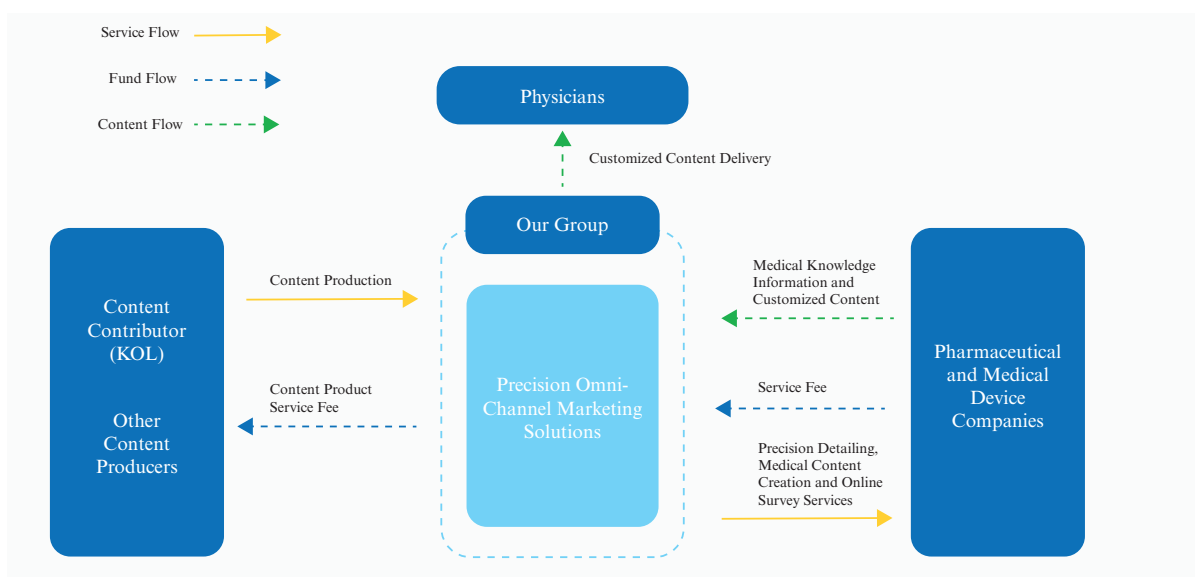 Service Flow
Fund Flow
Content Flow
Physicians
Customized Content Delivery
Our Group
Content
Contributor
(KOL)
Other
Content
Producers
Content Production
Content Product
Service Fee
Precision Omni-
Channel Marketing
Solutions
Medical Knowledge
Information and
Customized Content
Service Fee
Precision Detailing,
Medical Content
Creation and Online
Survey Services
Pharmaceutical
and Medical
Device
Companies